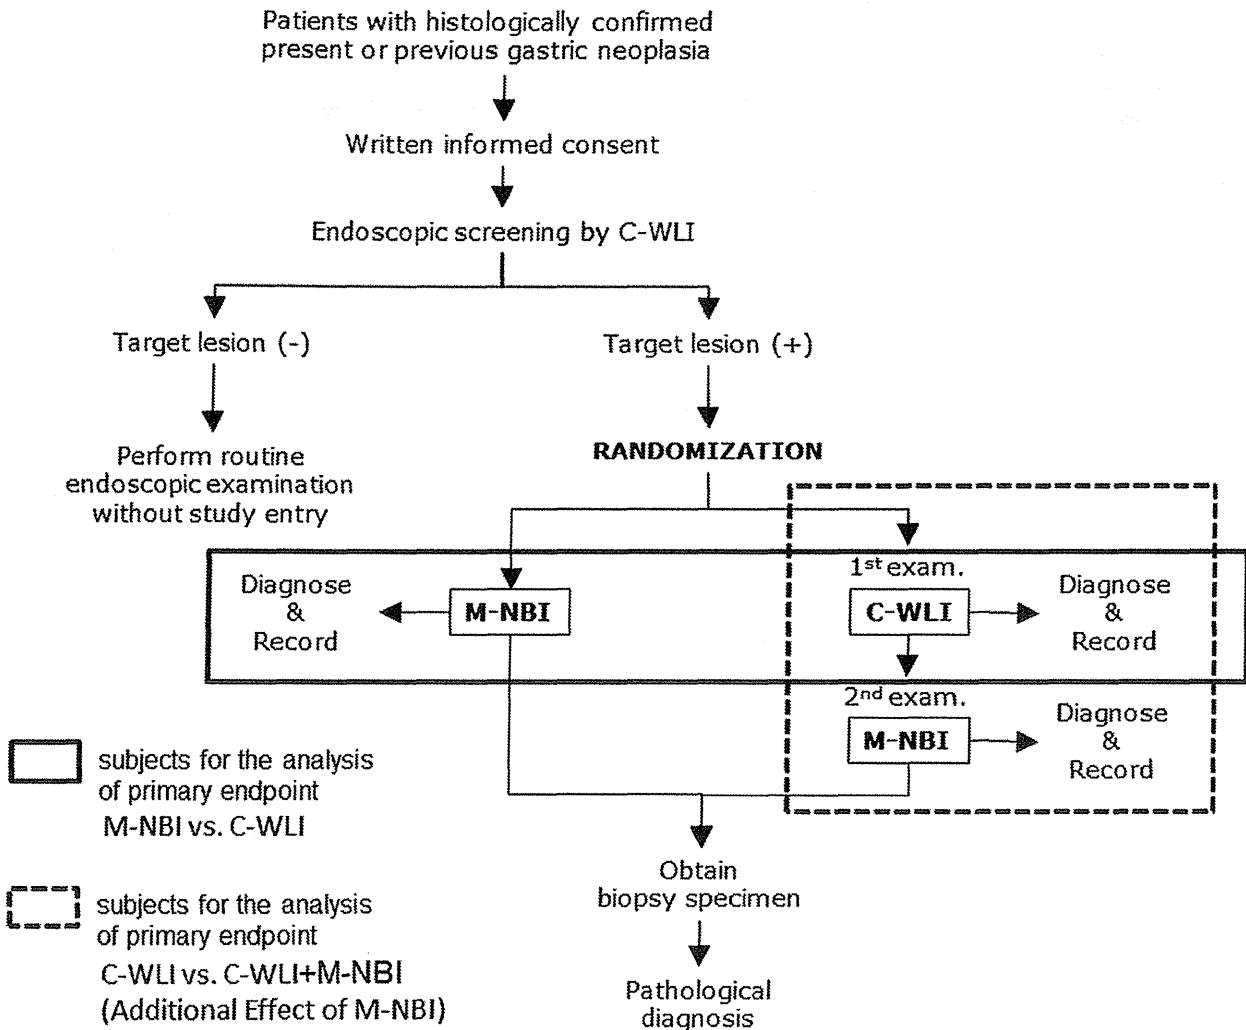 Patients with histologically confirmed
present or previous gastric neoplasia
Written informed consent
Endoscopic screening by C-WLI
Target lesion (-)
Target lesion (+)
Perform routine
endoscopic examination
without study entry
RANDOMIZATION
Diagnose
&
Record
M-NBI
1st exam.
C-WLI
Diagnose
&
Record
2nd exam.
M-NBI
Diagnose
&
Record
subjects for the analysis
of primary endpoint
M-NBI vs. C-WLI
Obtain
biopsy specimen
subjects for the analysis
of primary endpoint
C-WLI vs. C-WLI+M-NBI
(Additional Effect of M-NBI)
Pathological
diagnosis